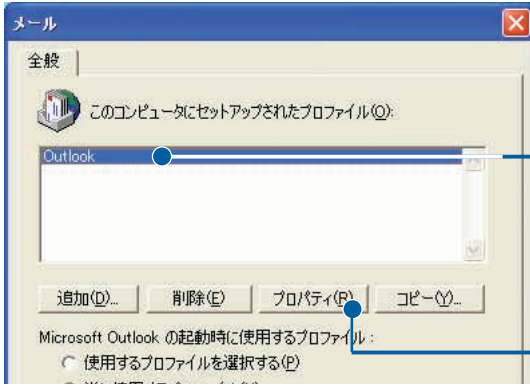 メール
全般
このコンピュータにセットアップされたプロファイル(O):
Outlook
追加(D)... 削除(E) プロパティ(R) コピー(Y)...
Microsoft Outlook の起動時に使用するプロファイル:
使用するプロファイルを選択する(P)